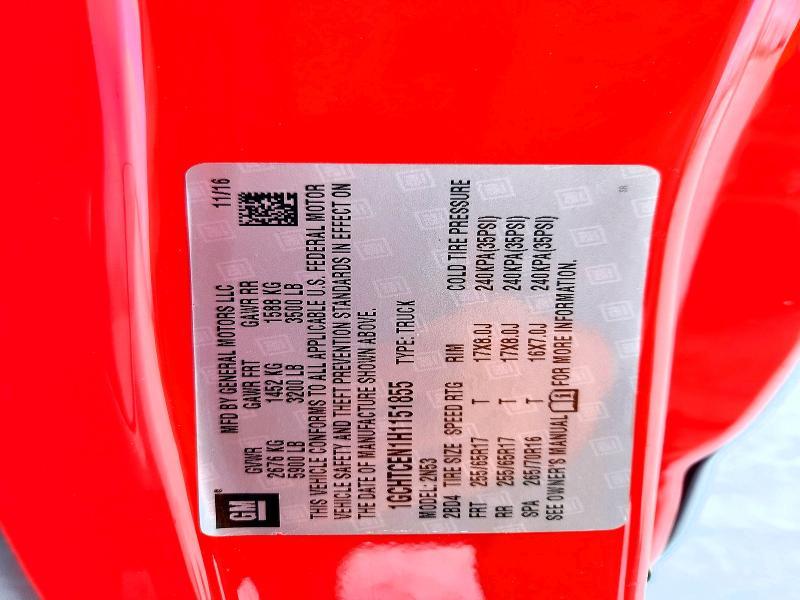 GM ®
MFD BY GENERAL MOTORS LLC 11/16
GVWR GAWR FRT GAWR RR
2676 KG 1452 KG 1588 KG
5900 LB 3200 LB 3500 LB
THIS VEHICLE CONFORMS TO ALL APPLICABLE U.S. FEDERAL MOTOR
VEHICLE SAFETY AND THEFT PREVENTION STANDARDS IN EFFECT ON
THE DATE OF MANUFACTURE SHOWN ABOVE.
1GCHTCEN1H1151855 TYPE: TRUCK
MODEL: 2N53
2BD4 TIRE SIZE SPEED RTG RIM COLD TIRE PRESSURE
FRT 255/65R17 T 17X8.0J 240KPA(35PSI)
RR 255/65R17 T 17X8.0J 240KPA(35PSI)
SPA 265/70R16 T 16X7.0J 240KPA(35PSI)
SEE OWNER'S MANUAL FOR MORE INFORMATION.
SR